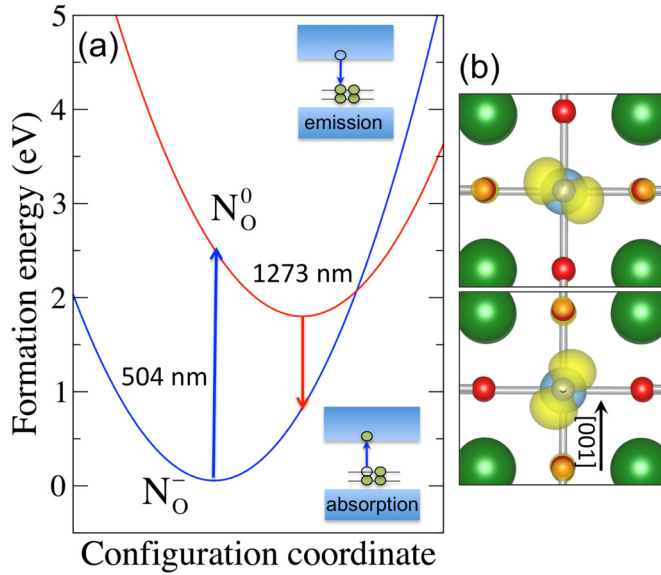 (a)
(b)
Formation energy (eV)
5
4
3
2
1
0
emission
N_O^0
1273 nm
504 nm
N_O^-
absorption
Configuration coordinate
[001]